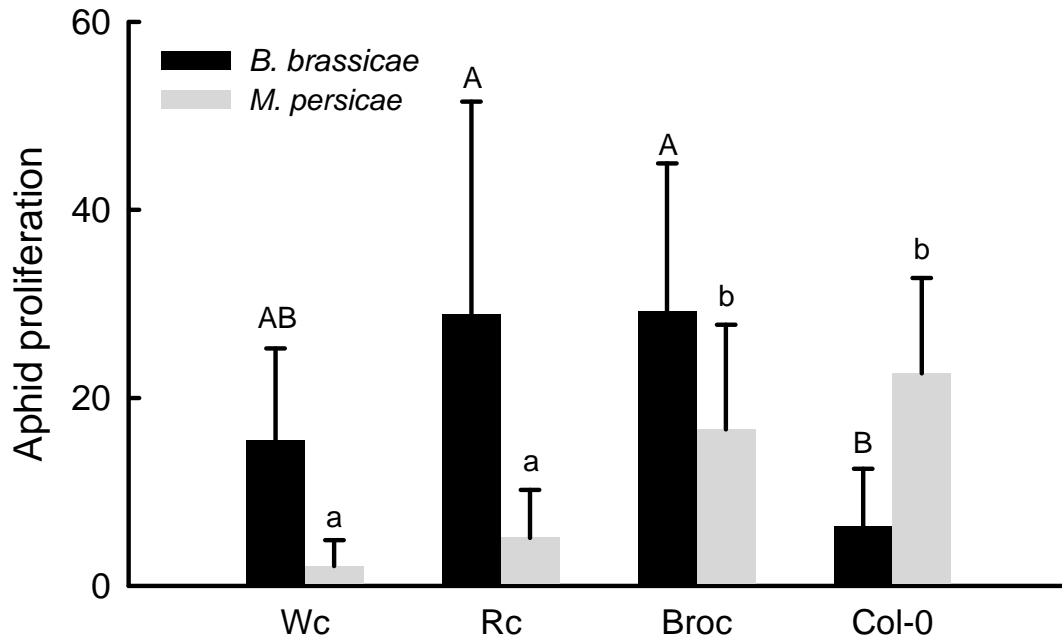 60
B. brassicae
A
M. persicae
A
Aphid proliferation
40
b
b
AB
20
B
a
a
0
Wc Rc Broc Col-0